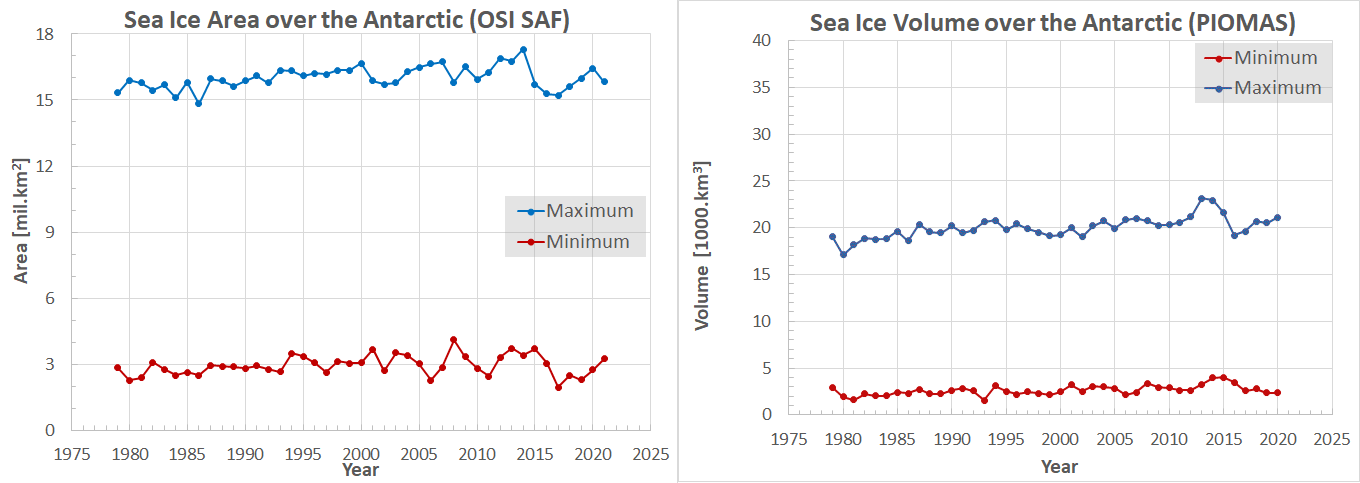 Sea Ice Area over the Antarctic (OSI SAF)
Area [mil.km²]
18
15
12
9
6
3
0
Maximum
Minimum
1975 1980 1985 1990 1995 2000 2005 2010 2015 2020 2025
Year
Sea Ice Volume over the Antarctic (PIOMAS)
Volume [1000.km³]
40
35
30
25
20
15
10
5
0
Minimum
Maximum
1975 1980 1985 1990 1995 2000 2005 2010 2015 2020 2025
Year